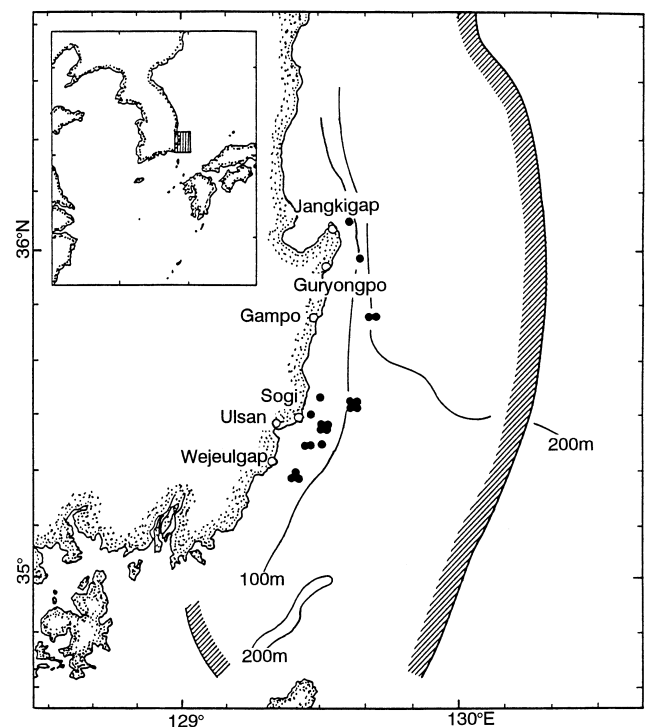 Jangkigap
36°N
Guryongpo
Gampo
Sogi
Ulsan
200m
Wejeulgap
35°
100m
200m
129°
130°E